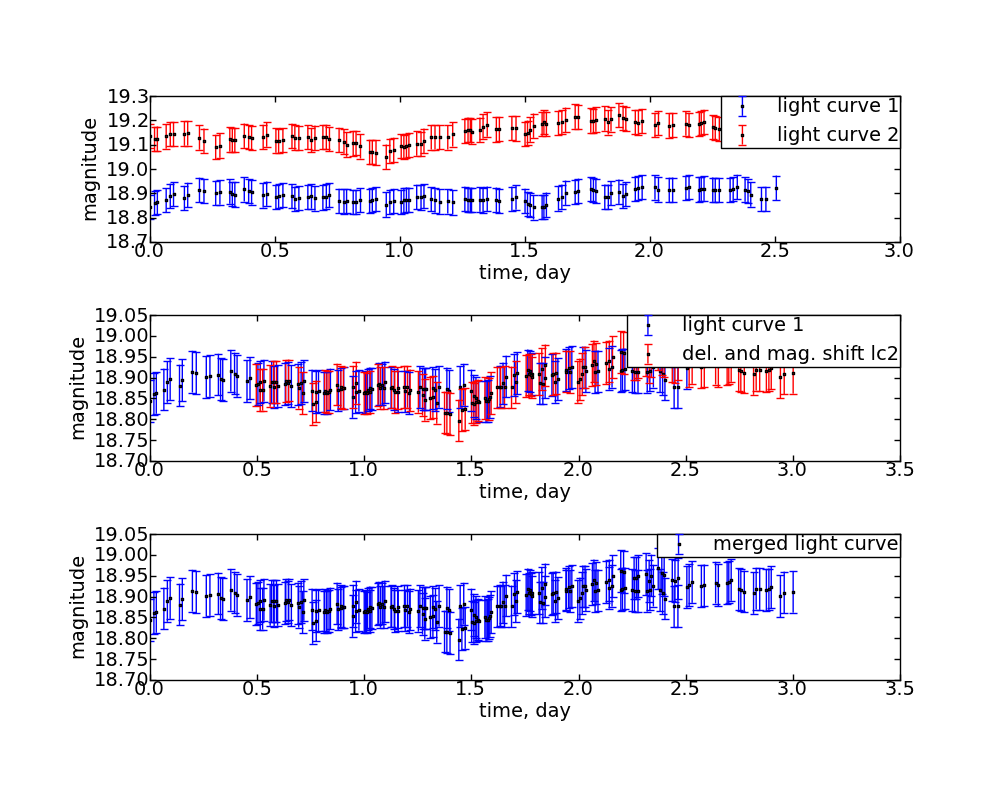 19.3
light curve 1
19.2
light curve 2
19.1
19.0
18.9
18.8
18.7
magnitude
0.0 0.5 1.0 1.5 2.0 2.5 3.0
time, day
19.05
light curve 1
19.00
del. and mag. shift lc2
18.95
18.90
18.85
18.80
18.75
18.70
magnitude
0.0 0.5 1.0 1.5 2.0 2.5 3.0 3.5
time, day
19.05
merged light curve
19.00
18.95
18.90
18.85
18.80
18.75
18.70
magnitude
0.0 0.5 1.0 1.5 2.0 2.5 3.0 3.5
time, day